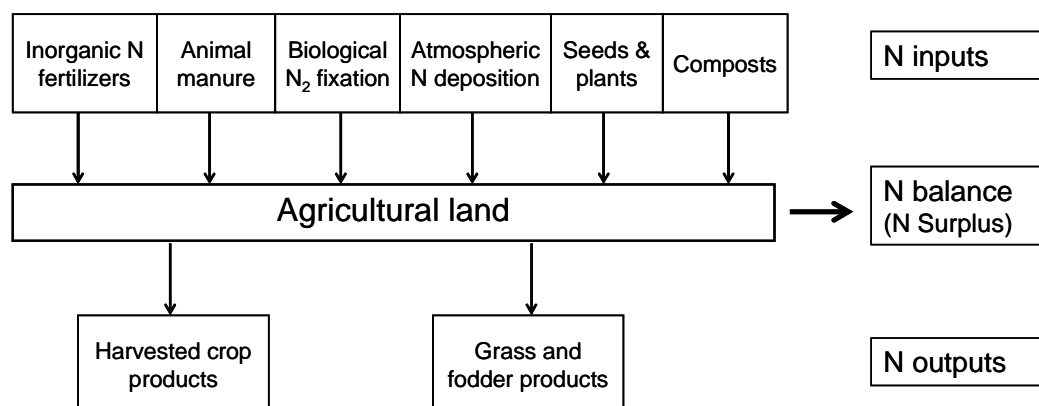 Inorganic N
fertilizers
Animal
manure
Biological
N₂ fixation
Atmospheric
N deposition
Seeds &
plants
Composts
N inputs
Agricultural land
N balance
(N Surplus)
Harvested crop
products
Grass and
fodder products
N outputs